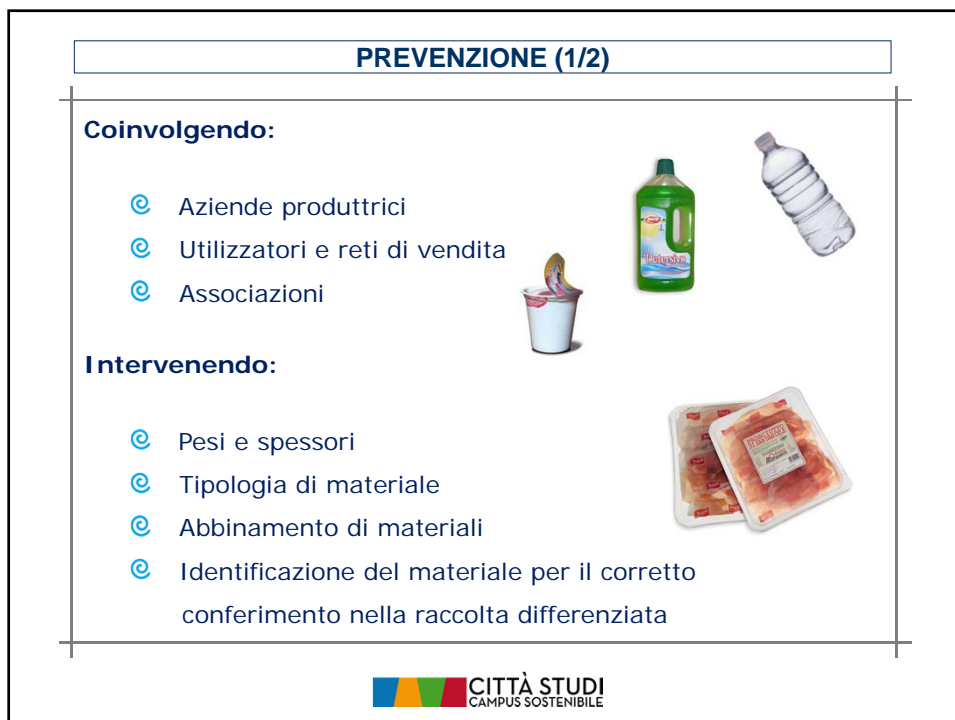 PREVENZIONE (1/2)
Coinvolgendo:
Aziende produttrici
Utilizzatori e reti di vendita
Associazioni
Detersivo
Intervenendo:
Pesi e spessori
Tipologia di materiale
Abbinamento di materiali
Identificazione del materiale per il corretto
conferimento nella raccolta differenziata
CITTÀ STUDI
CAMPUS SOSTENIBILE